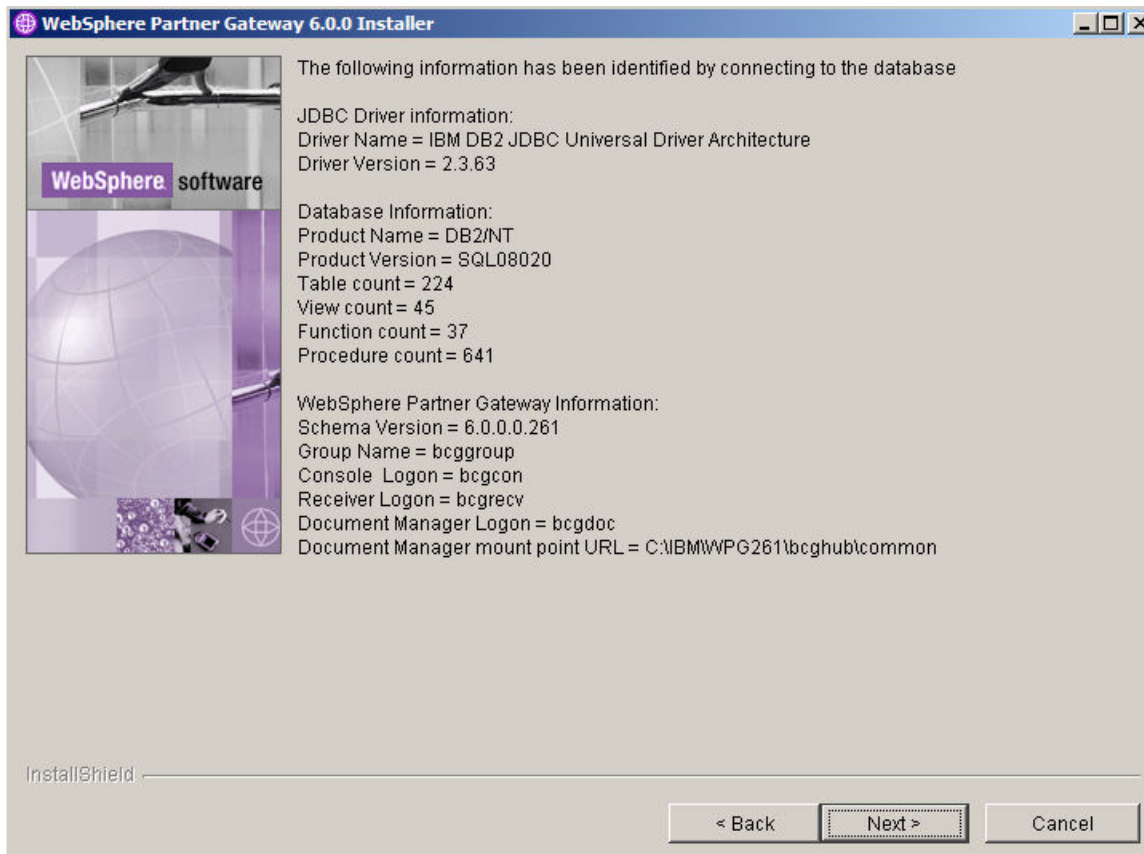 WebSphere Partner Gateway 6.0.0 Installer
WebSphere software
The following information has been identified by connecting to the database
JDBC Driver information:
Driver Name = IBM DB2 JDBC Universal Driver Architecture
Driver Version = 2.3.63
Database Information:
Product Name = DB2/NT
Product Version = SQL08020
Table count = 224
View count = 45
Function count = 37
Procedure count = 641
WebSphere Partner Gateway Information:
Schema Version = 6.0.0.0.261
Group Name = bcggroup
Console Logon = bcgcon
Receiver Logon = bcgrecv
Document Manager Logon = bcgdoc
Document Manager mount point URL = C:\IBM\WPG261\bcghub\common
InstallShield
< Back
Next >
Cancel